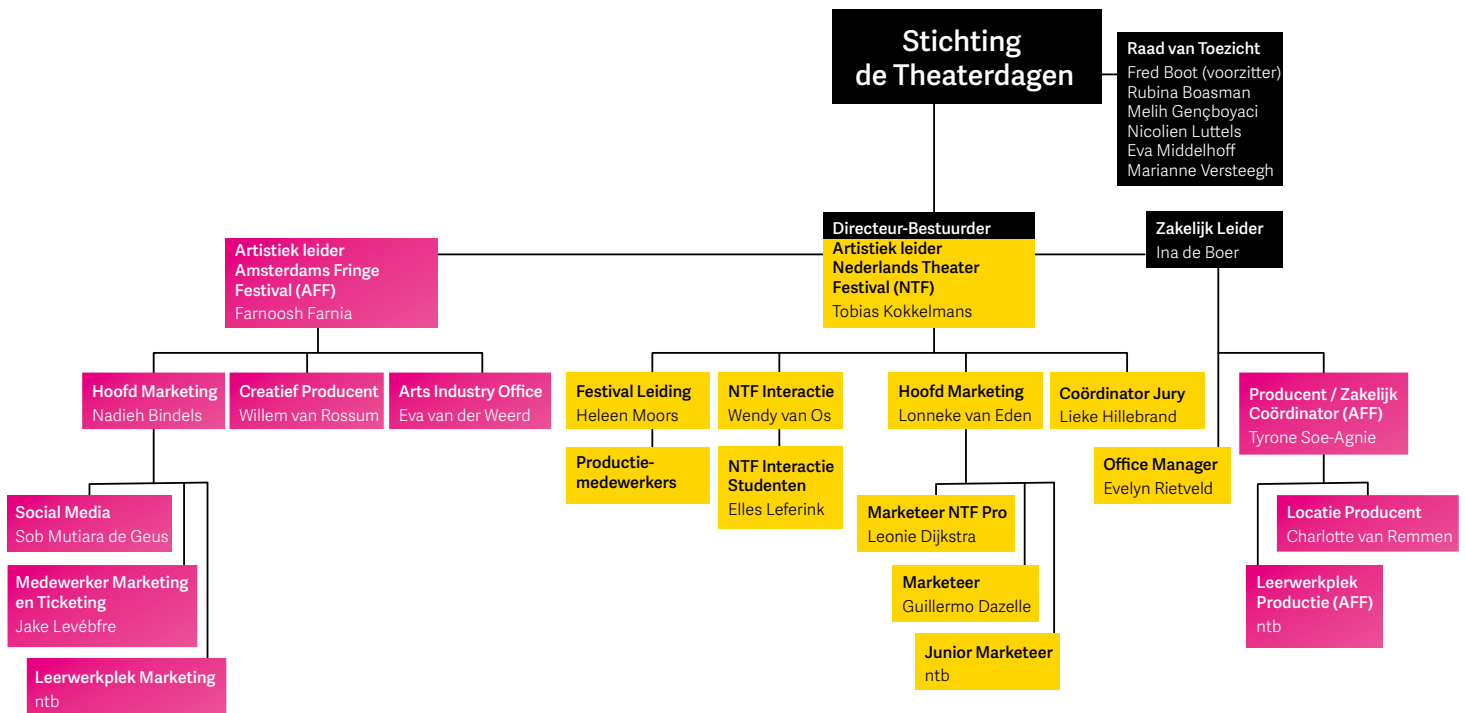 Stichting
de Theaterdagen
Raad van Toezicht
Fred Boot (voorzitter)
Rubina Boasman
Melih Gençboyaci
Nicolien Luttels
Eva Middelhoff
Marianne Versteegh
Directeur-Bestuurder
Artistiek leider
Nederlands Theater
Festival (NTF)
Tobias Kokkelmans
Zakelijk Leider
Ina de Boer
Artistiek leider
Amsterdams Fringe
Festival (AFF)
Farnoosh Farnia
Hoofd Marketing
Nadieh Bindels
Creatief Producent
Willem van Rossum
Arts Industry Office
Eva van der Weerd
Festival Leiding
Heleen Moors
NTF Interactie
Wendy van Os
Hoofd Marketing
Lonneke van Eden
Coördinator Jury
Lieke Hillebrand
Producent / Zakelijk
Coördinator (AFF)
Tyrone Soe-Agnie
Productie-
medewerkers
NTF Interactie
Studenten
Elles Leferink
Office Manager
Evelyn Rietveld
Social Media
Sob Mutiara de Geus
Marketeer NTF Pro
Leonie Dijkstra
Locatie Producent
Charlotte van Remmen
Medewerker Marketing
en Ticketing
Jake Levébfre
Marketeer
Guillermo Dazelle
Leerwerkplek
Productie (AFF)
ntb
Leerwerkplek Marketing
ntb
Junior Marketeer
ntb